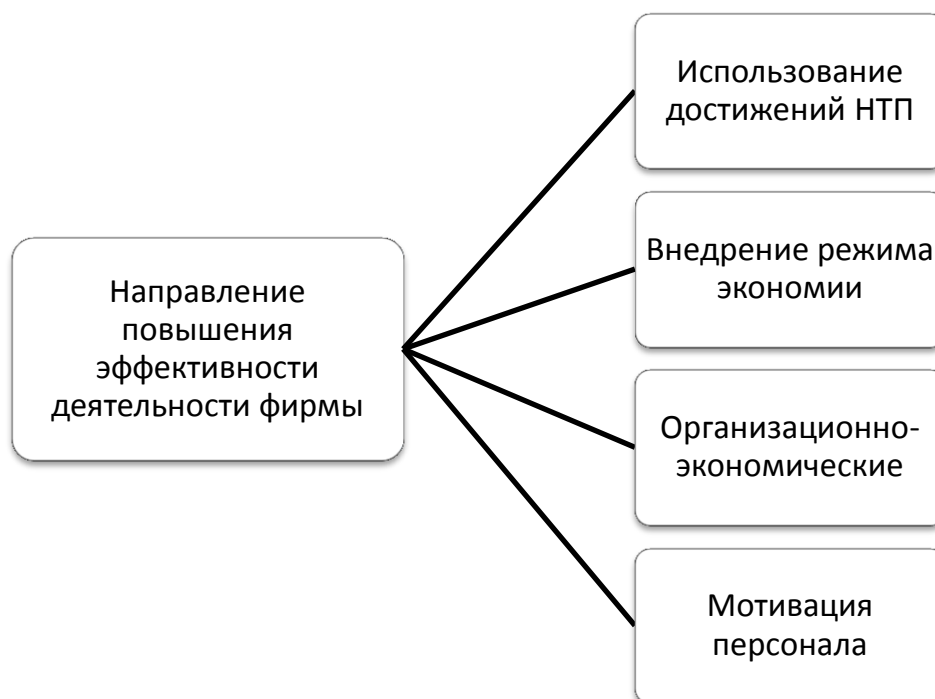 Использование
достижений НТП
Внедрение режима
экономии
Направление
повышения
эффективности
деятельности фирмы
Организационно-
экономические
Мотивация
персонала